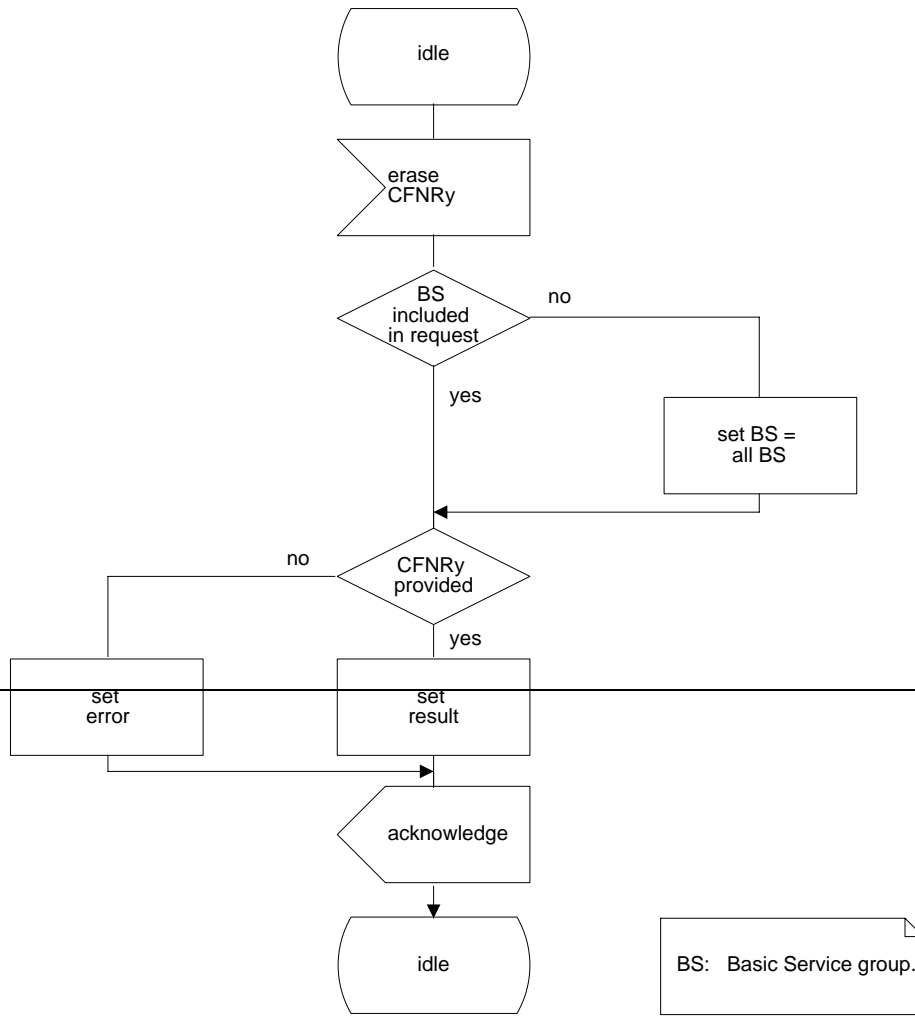 idle
erase
CFNRy
BS
included
in request
no
yes
set BS =
all BS
no
CFNRy
provided
yes
set
error
set
result
acknowledge
idle
BS: Basic Service group.